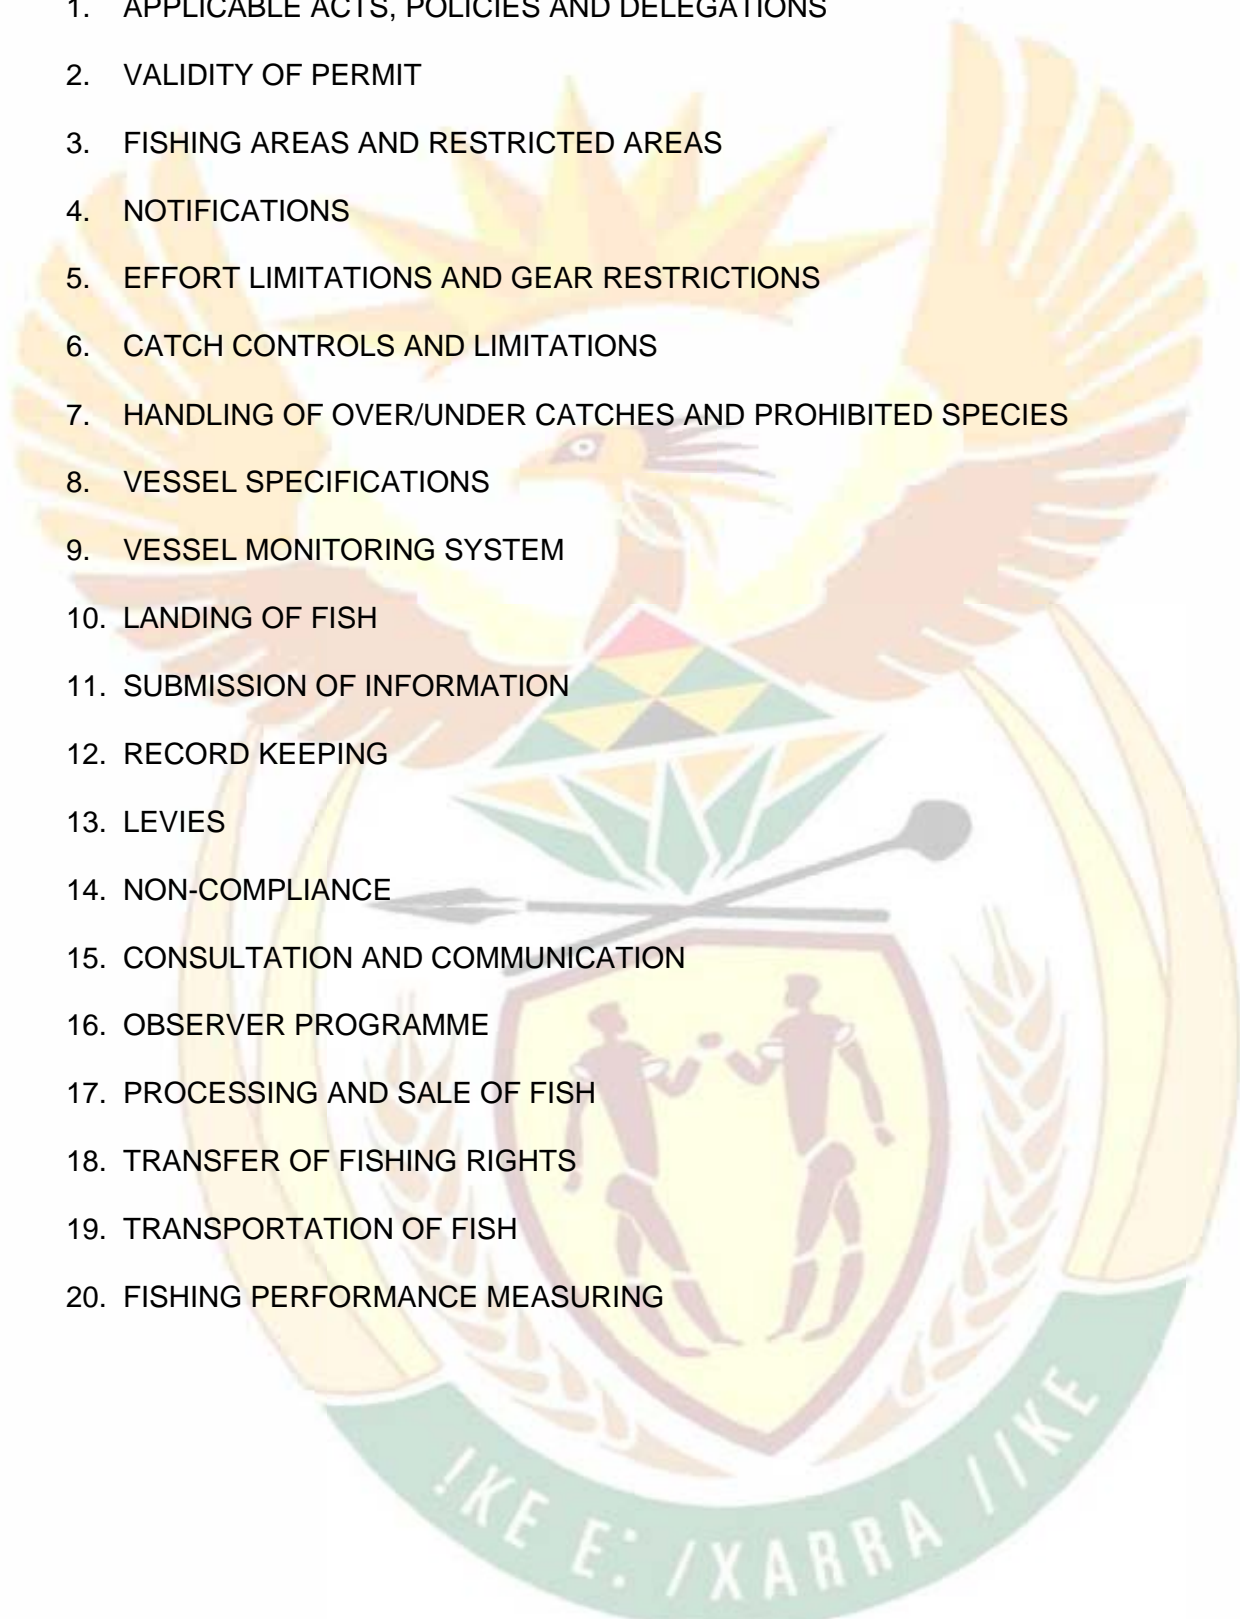 1. APPLICABLE ACTS, POLICIES AND DELEGATIONS
2. VALIDITY OF PERMIT
3. FISHING AREAS AND RESTRICTED AREAS
4. NOTIFICATIONS
5. EFFORT LIMITATIONS AND GEAR RESTRICTIONS
6. CATCH CONTROLS AND LIMITATIONS
7. HANDLING OF OVER/UNDER CATCHES AND PROHIBITED SPECIES
8. VESSEL SPECIFICATIONS
9. VESSEL MONITORING SYSTEM
10. LANDING OF FISH
11. SUBMISSION OF INFORMATION
12. RECORD KEEPING
13. LEVIES
14. NON-COMPLIANCE
15. CONSULTATION AND COMMUNICATION
16. OBSERVER PROGRAMME
17. PROCESSING AND SALE OF FISH
18. TRANSFER OF FISHING RIGHTS
19. TRANSPORTATION OF FISH
20. FISHING PERFORMANCE MEASURING
!KE E: /XARRA //KE